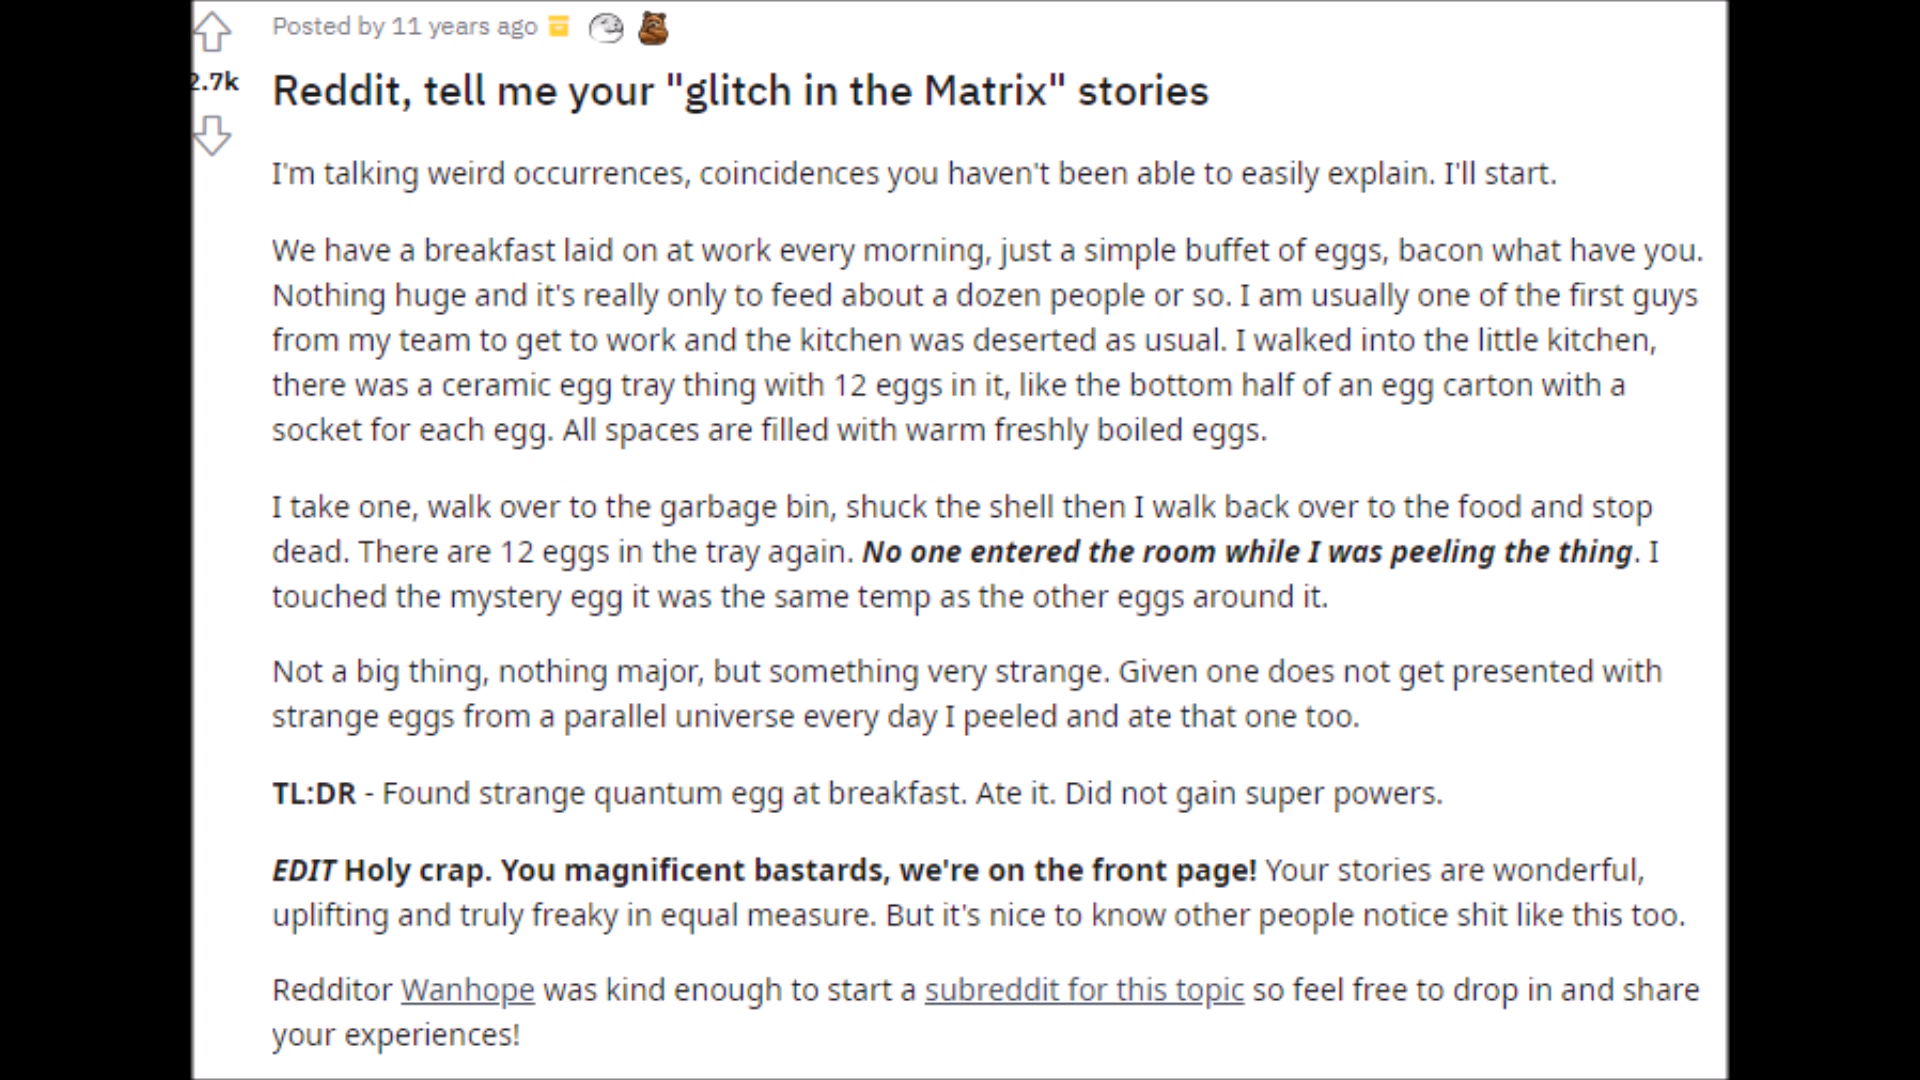 Posted by 11 years ago
2.7k
Reddit, tell me your "glitch in the Matrix" stories
I'm talking weird occurrences, coincidences you haven't been able to easily explain. I'll start.
We have a breakfast laid on at work every morning, just a simple buffet of eggs, bacon what have you.
Nothing huge and it's really only to feed about a dozen people or so. I am usually one of the first guys
from my team to get to work and the kitchen was deserted as usual. I walked into the little kitchen,
there was a ceramic egg tray thing with 12 eggs in it, like the bottom half of an egg carton with a
socket for each egg. All spaces are filled with warm freshly boiled eggs.
I take one, walk over to the garbage bin, shuck the shell then I walk back over to the food and stop
dead. There are 12 eggs in the tray again. No one entered the room while I was peeling the thing. I
touched the mystery egg it was the same temp as the other eggs around it.
Not a big thing, nothing major, but something very strange. Given one does not get presented with
strange eggs from a parallel universe every day I peeled and ate that one too.
TL:DR - Found strange quantum egg at breakfast. Ate it. Did not gain super powers.
EDIT Holy crap. You magnificent bastards, we're on the front page! Your stories are wonderful,
uplifting and truly freaky in equal measure. But it's nice to know other people notice shit like this too.
Redditor Wanhope was kind enough to start a subreddit for this topic so feel free to drop in and share
your experiences!